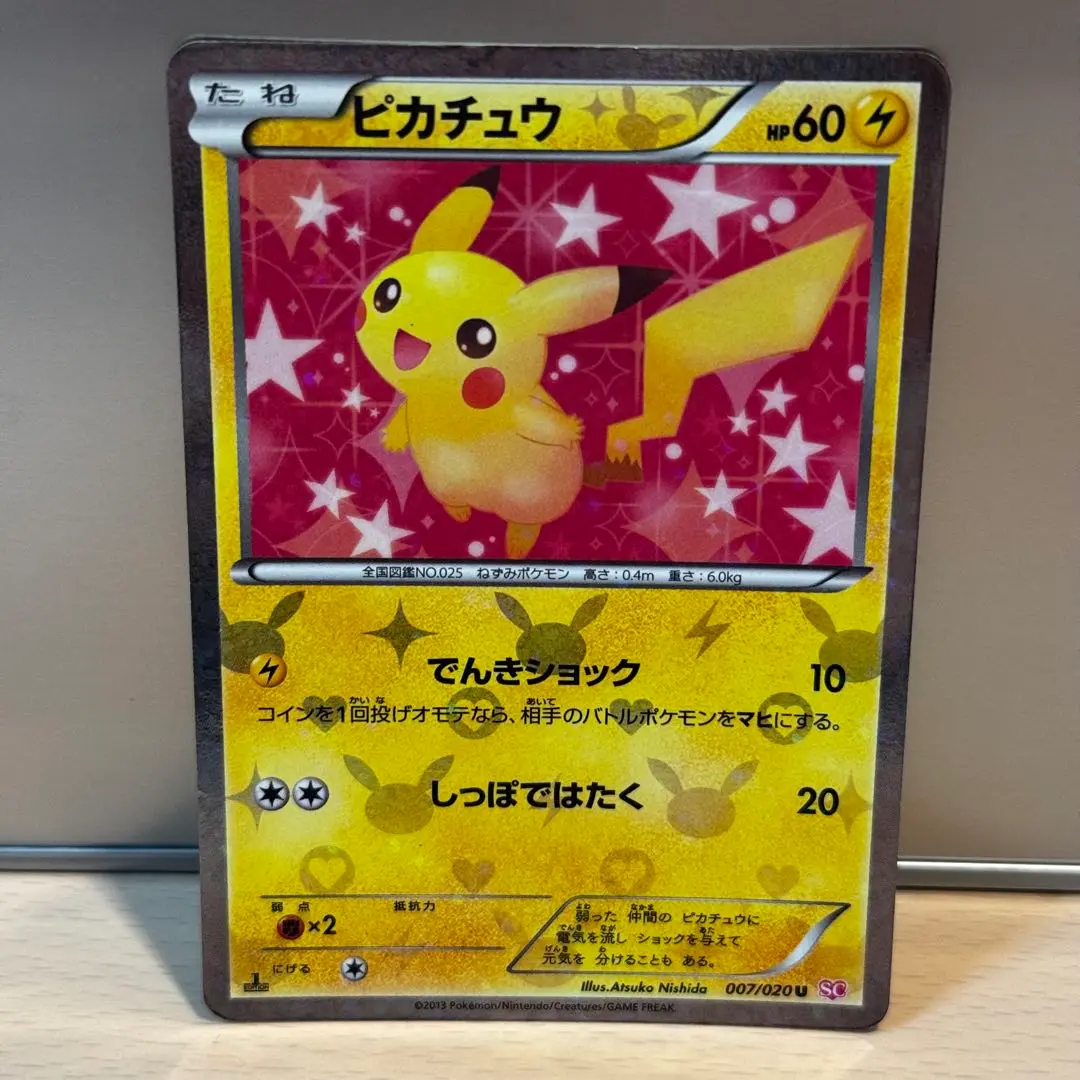 たね ピカチュウ HP60
全国図鑑NO.025 ねずみポケモン 高さ:0.4m 重さ:6.0kg
でんきショック 10
コインを1回投げオモテなら、相手のバトルポケモンをマヒにする。
しっぽではたく 20
弱点 抵抗力
×2
にげる
弱った 仲間の ピカチュウに
電気を流し ショックを与えて
元気を 分けることも ある。
1 EDITION
Illus.Atsuko Nishida 007/020 U SC
©2013 Pokémon/Nintendo/Creatures/GAME FREAK.